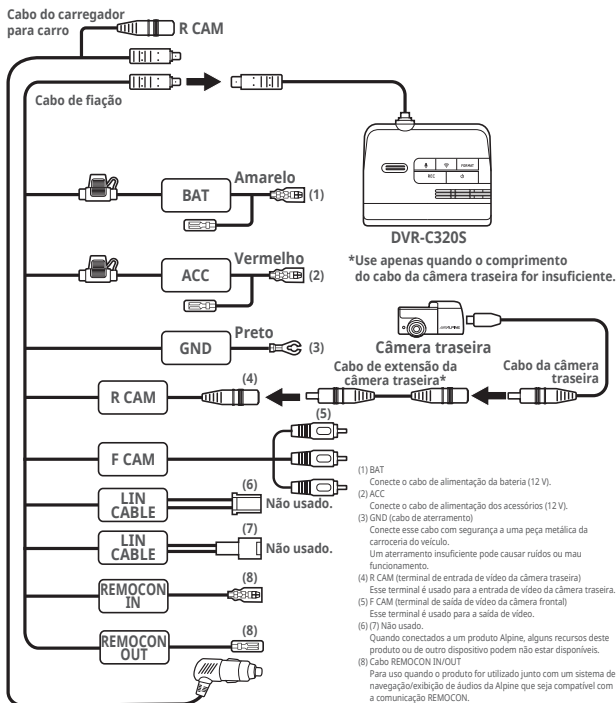 Cabo do carregador
para carro
R CAM
Cabo de fiação
DVR-C320S
REC
FORMAT
*Use apenas quando o comprimento
do cabo da câmera traseira for insuficiente.
BAT
Amarelo
(1)
ACC
Vermelho
(2)
GND
Preto
(3)
ALPINE
Câmera traseira
Cabo de extensão da
câmera traseira*
Cabo da câmera
traseira
R CAM
(4)
F CAM
(5)
LIN
CABLE
(6)
Não usado.
LIN
CABLE
(7)
Não usado.
REMOCON
IN
(8)
REMOCON
OUT
(8)
(1) BAT
Conecte o cabo de alimentação da bateria (12 V).
(2) ACC
Conecte o cabo de alimentação dos acessórios (12 V).
(3) GND (cabo de aterramento)
Conecte esse cabo com segurança a uma peça metálica da
carroceria do veículo.
Um aterramento insuficiente pode causar ruídos ou mau
funcionamento.
(4) R CAM (terminal de entrada de vídeo da câmera traseira)
Esse terminal é usado para a entrada de vídeo da câmera traseira.
(5) F CAM (terminal de saída de vídeo da câmera frontal)
Esse terminal é usado para a saída de vídeo.
(6) (7) Não usado.
Quando conectados a um produto Alpine, alguns recursos deste
produto ou de outro dispositivo podem não estar disponíveis.
(8) Cabo REMOCON IN/OUT
Para uso quando o produto for utilizado junto com um sistema de
navegação/exibição de áudios da Alpine que seja compatível com
a comunicação REMOCON.